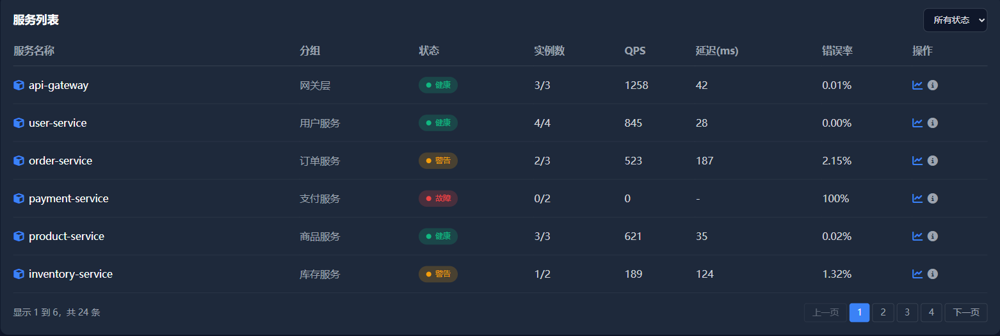 服务列表 所有状态
服务名称 分组 状态 实例数 QPS 延迟(ms) 错误率 操作
api-gateway 网关层 健康 3/3 1258 42 0.01%
user-service 用户服务 健康 4/4 845 28 0.00%
order-service 订单服务 警告 2/3 523 187 2.15%
payment-service 支付服务 故障 0/2 0 - 100%
product-service 商品服务 健康 3/3 621 35 0.02%
inventory-service 库存服务 警告 1/2 189 124 1.32%
显示 1 到 6，共 24 条 上一页 1 2 3 4 下一页